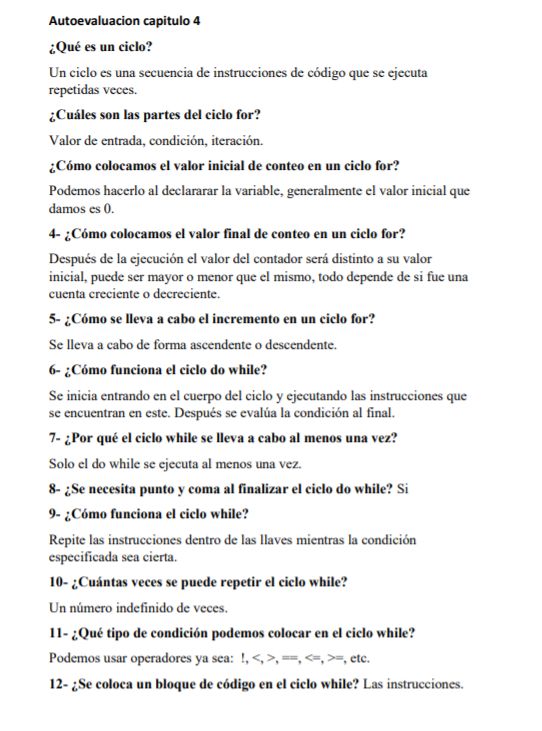 Autoevaluacion capitulo 4
¿Qué es un ciclo?
Un ciclo es una secuencia de instrucciones de código que se ejecuta
repetidas veces.
¿Cuáles son las partes del ciclo for?
Valor de entrada, condición, iteración.
¿Cómo colocamos el valor inicial de conteo en un ciclo for?
Podemos hacerlo al declararar la variable, generalmente el valor inicial que
damos es 0.
4- ¿Cómo colocamos el valor final de conteo en un ciclo for?
Después de la ejecución el valor del contador será distinto a su valor
inicial, puede ser mayor o menor que el mismo, todo depende de si fue una
cuenta creciente o decreciente.
5- ¿Cómo se lleva a cabo el incremento en un ciclo for?
Se lleva a cabo de forma ascendente o descendente.
6- ¿Cómo funciona el ciclo do while?
Se inicia entrando en el cuerpo del ciclo y ejecutando las instrucciones que
se encuentran en este. Después se evalúa la condición al final.
7- ¿Por qué el ciclo while se lleva a cabo al menos una vez?
Solo el do while se ejecuta al menos una vez.
8- ¿Se necesita punto y coma al finalizar el ciclo do while? Si
9- ¿Cómo funciona el ciclo while?
Repite las instrucciones dentro de las llaves mientras la condición
especificada sea cierta.
10- ¿Cuántas veces se puede repetir el ciclo while?
Un número indefinido de veces.
11- ¿Qué tipo de condición podemos colocar en el ciclo while?
Podemos usar operadores ya sea: !, <, >, ==, <=, >=, etc.
12- ¿Se coloca un bloque de código en el ciclo while? Las instrucciones.